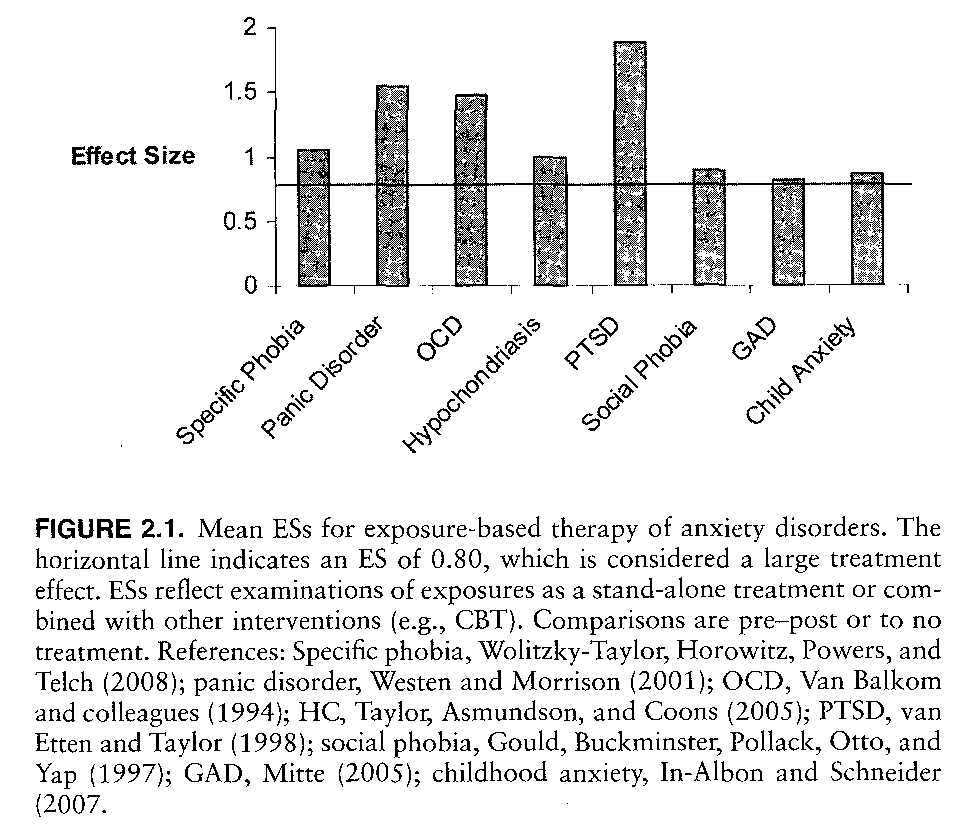 2
1.5
Effect Size
1
0.5
0
Specific Phobia
Panic Disorder
OCD
Hypochondriasis
PTSD
Social Phobia
GAD
Child Anxiety
FIGURE 2.1. Mean ESs for exposure-based therapy of anxiety disorders. The
horizontal line indicates an ES of 0.80, which is considered a large treatment
effect. ESs reflect examinations of exposures as a stand-alone treatment or com-
bined with other interventions (e.g., CBT). Comparisons are pre–post or to no
treatment. References: Specific phobia, Wolitzky-Taylor, Horowitz, Powers, and
Telch (2008); panic disorder, Westen and Morrison (2001); OCD, Van Balkom
and colleagues (1994); HC, Taylor, Asmundson, and Coons (2005); PTSD, van
Etten and Taylor (1998); social phobia, Gould, Buckminster, Pollack, Otto, and
Yap (1997); GAD, Mitte (2005); childhood anxiety, In-Albon and Schneider
(2007.